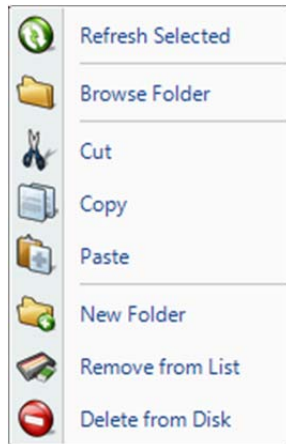 Refresh Selected
Browse Folder
Cut
Copy
Paste
New Folder
Remove from List
Delete from Disk